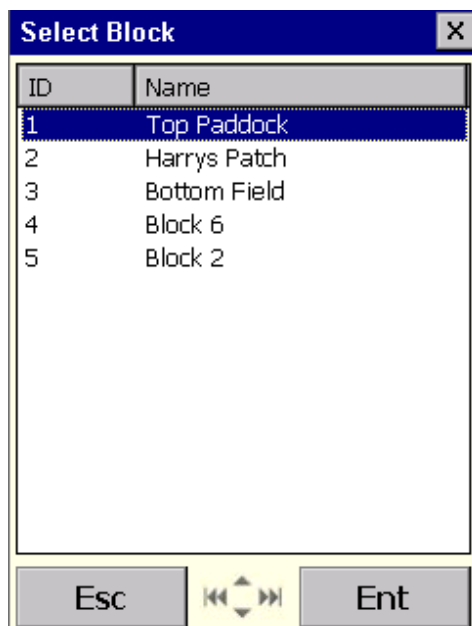 Select Block
ID Name
1 Top Paddock
2 Harrys Patch
3 Bottom Field
4 Block 6
5 Block 2
Esc Ent